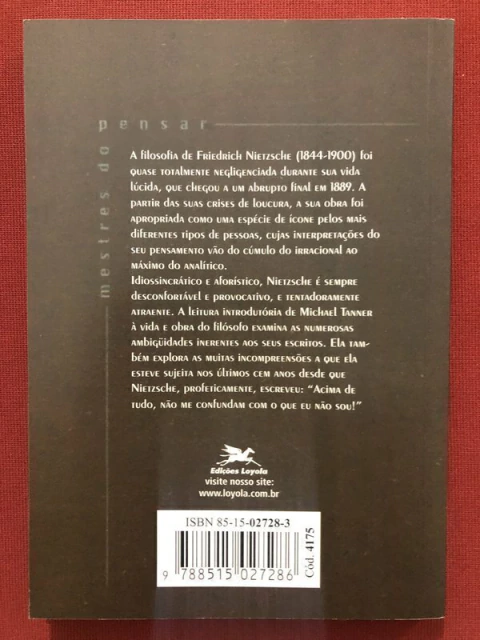 pensar
mestres do
A filosofia de Friedrich Nietzsche (1844-1900) foi
quase totalmente negligenciada durante sua vida
lúcida, que chegou a um abrupto final em 1889. A
partir das suas crises de loucura, a sua obra foi
apropriada como uma espécie de ícone pelos mais
diferentes tipos de pessoas, cujas interpretações do
seu pensamento vão do cúmulo do irracional ao
máximo do analítico.
Idiossincrático e aforístico, Nietzsche é sempre
desconfortável e provocativo, e tentadoramente
atraente. A leitura introdutória de Michael Tanner
à vida e obra do filósofo examina as numerosas
ambigüidades inerentes aos seus escritos. Ela tam-
bém explora as muitas incompreensões a que ela
esteve sujeita nos últimos cem anos desde que
Nietzsche, profeticamente, escreveu: “Acima de
tudo, não me confundam com o que eu não sou!”
Edições Loyola
visite nosso site:
www.loyola.com.br
ISBN 85-15-02728-3
9 788515 027286
Cód. 4175